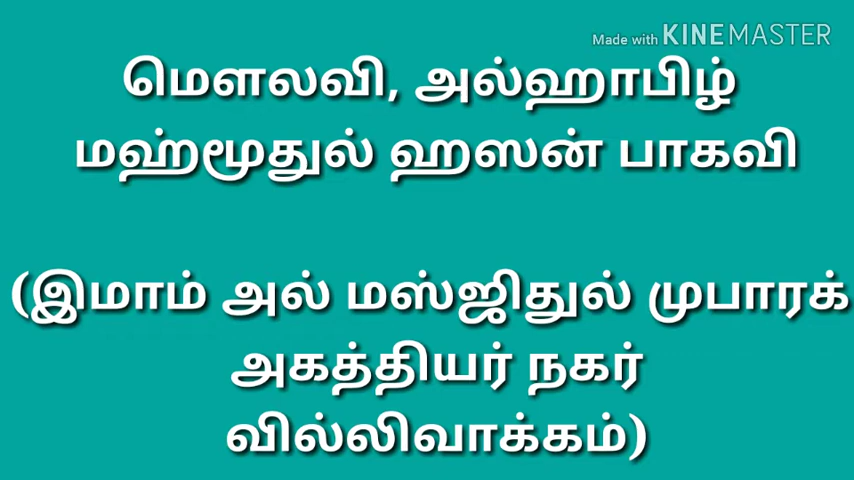 Made with KINEMASTER
மௌலவி, அல்ஹாபிழ்
மஹ்மூதுல் ஹஸன் பாகவி
(இமாம் அல் மஸ்ஜிதுல் முபாரக்
அகத்தியர் நகர்
வில்லிவாக்கம்)